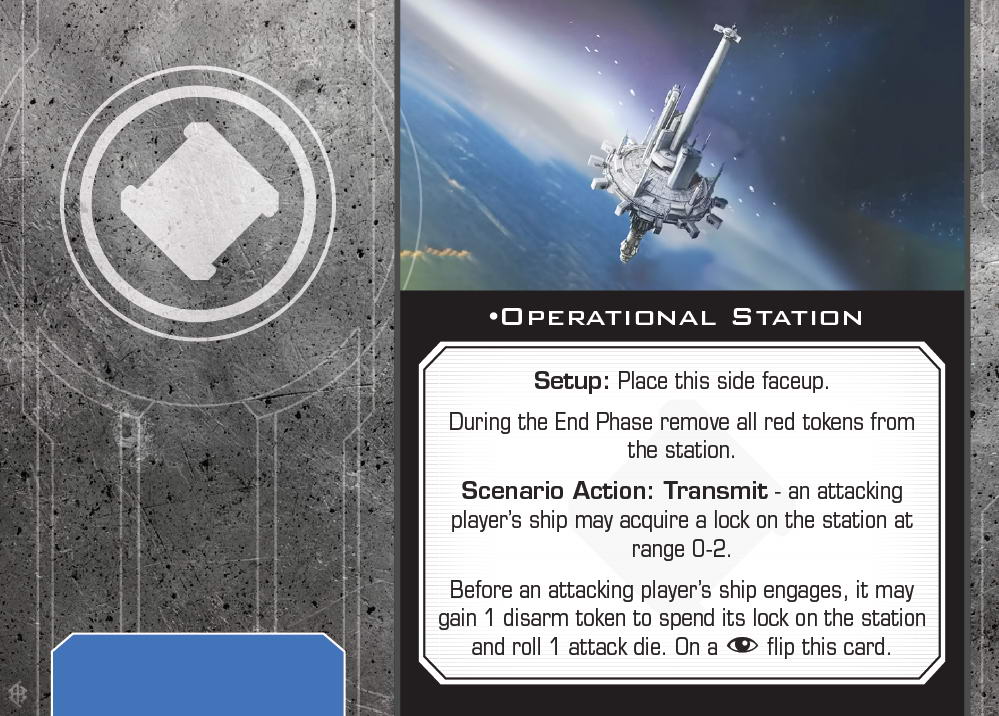 •Operational Station
Setup: Place this side faceup.
During the End Phase remove all red tokens from
the station.
Scenario Action: Transmit - an attacking
player's ship may acquire a lock on the station at
range 0-2.
Before an attacking player's ship engages, it may
gain 1 disarm token to spend its lock on the station
and roll 1 attack die. On a flip this card.